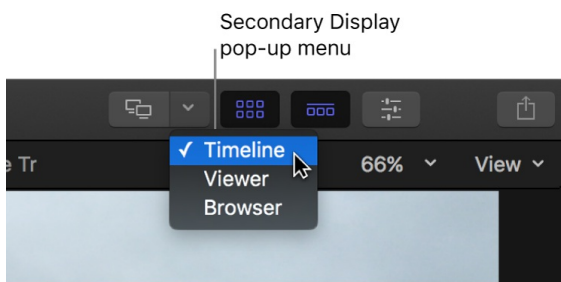 Secondary Display
pop-up menu
e Tr
66%
View
✓ Timeline
Viewer
Browser